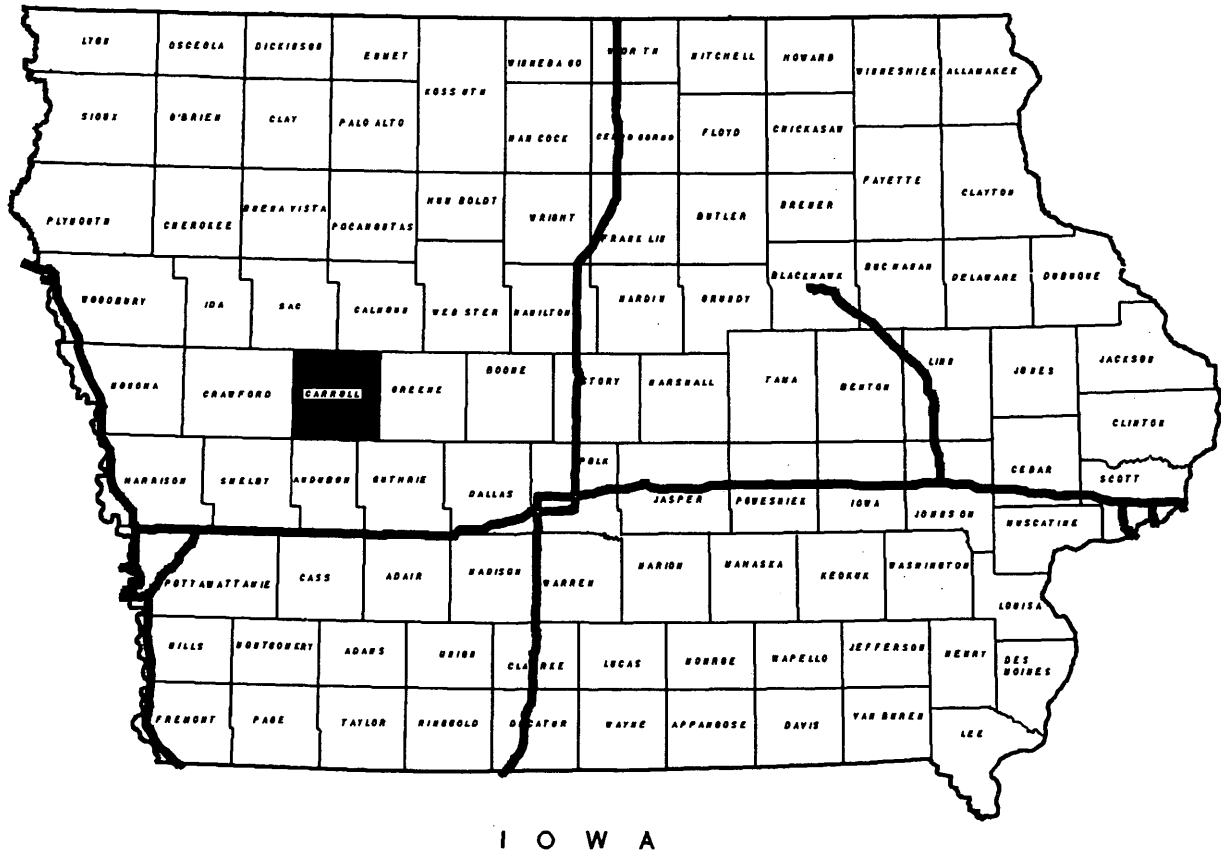 LYON OSCEOLA DICKINSON EMMET WINNEBAGO WORTH MITCHELL HOWARD WINNESHIEK ALLAMAKEE
KOSSUTH
SIOUX O'BRIEN CLAY PALO ALTO HANCOCK CERRO GORDO FLOYD CHICKASAW
FAYETTE CLAYTON
PLYMOUTH CHEROKEE BUENA VISTA POCAHONTAS HUMBOLDT WRIGHT FRANKLIN BUTLER BREMER
WOODBURY IDA SAC CALHOUN WEBSTER HAMILTON HARDIN GRUNDY BLACKHAWK BUCHANAN DELAWARE DUBUQUE
MONONA CRAWFORD CARROLL GREENE BOONE STORY MARSHALL TAMA BENTON LINN JONES JACKSON
CLINTON
HARRISON SHELBY AUDUBON GUTHRIE DALLAS POLK JASPER POWESHIEK IOWA JOHNSON CEDAR SCOTT
MUSCATINE
POTTAWATTAMIE CASS ADAIR MADISON WARREN MARION MAHASKA KEOKUK WASHINGTON
LOUISA
MILLS MONTGOMERY ADAMS UNION CLARKE LUCAS MONROE WAPELLO JEFFERSON HENRY DES
MOINES
FREMONT PAGE TAYLOR RINGGOLD DECATUR WAYNE APPANOOSE DAVIS VAN BUREN LEE
IOWA